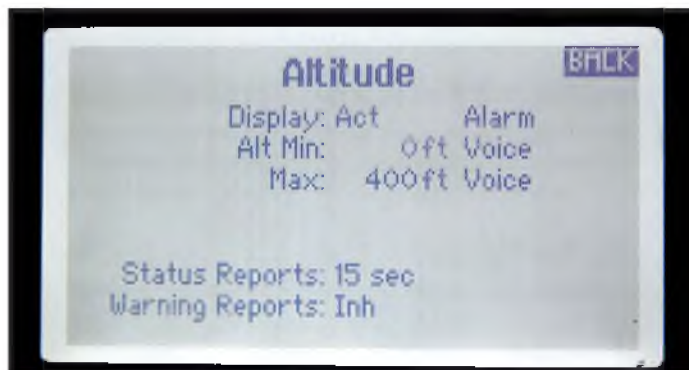 Altitude BACK
Display: Act Alarm
Alt Min: 0ft Voice
Max: 400ft Voice
Status Reports: 15 sec
Warning Reports: Inh